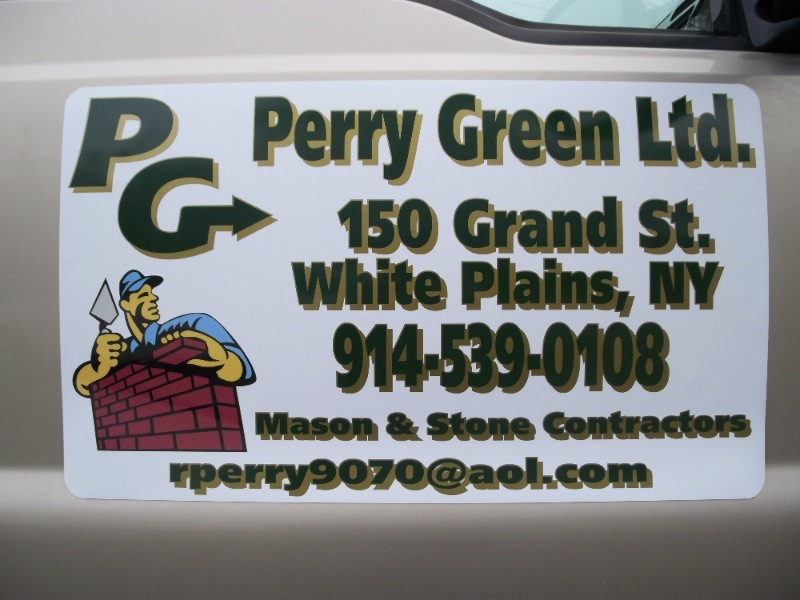 PG
Perry Green Ltd.
150 Grand St.
White Plains, NY
914-539-0108
Mason & Stone Contractors
rperry9070@aol.com